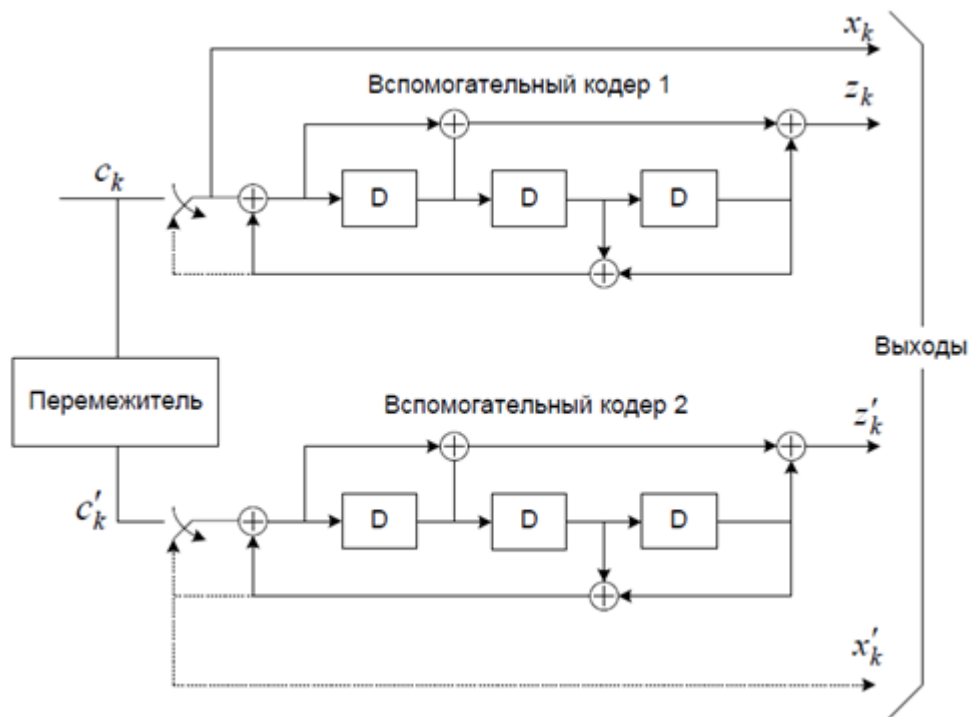 x_k
Вспомогательный кодер 1
z_k
c_k
D D D
Выходы
Перемежитель
Вспомогательный кодер 2
z'_k
c'_k
D D D
x'_k